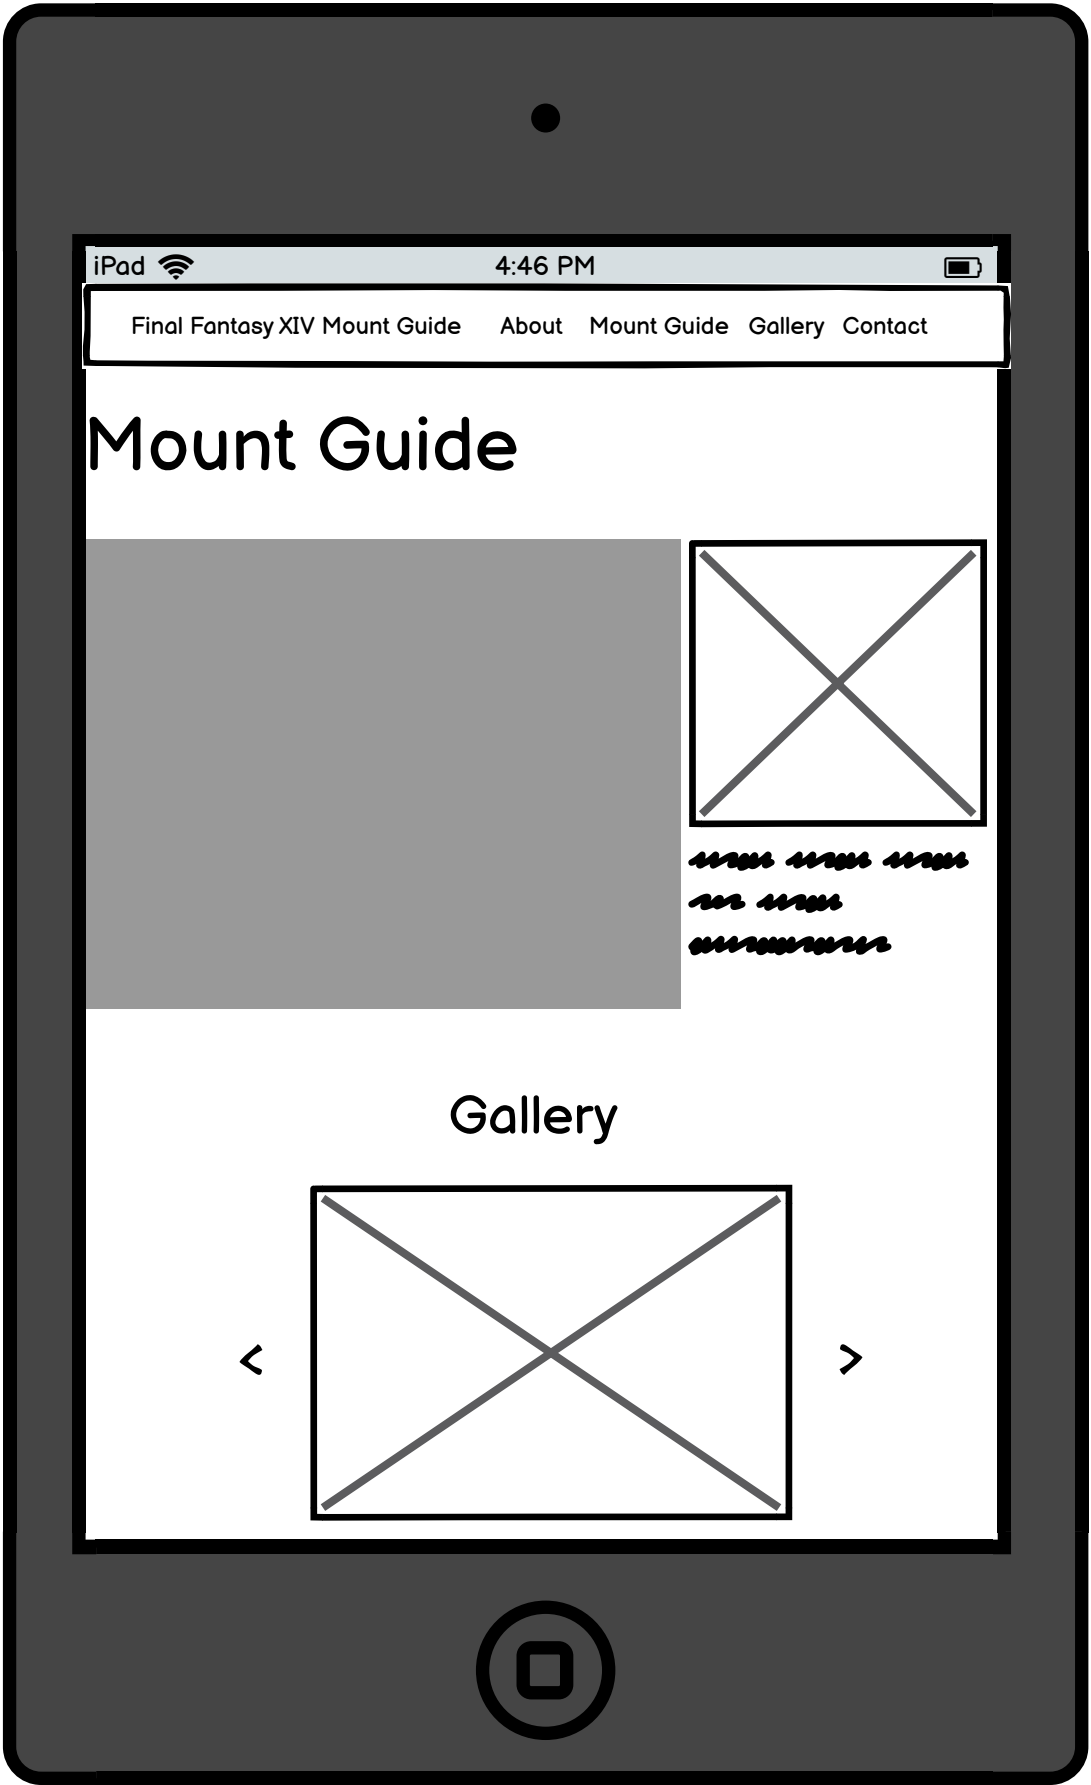 iPad 4:46 PM
Final Fantasy XIV Mount Guide About Mount Guide Gallery Contact
Mount Guide
Gallery
< >